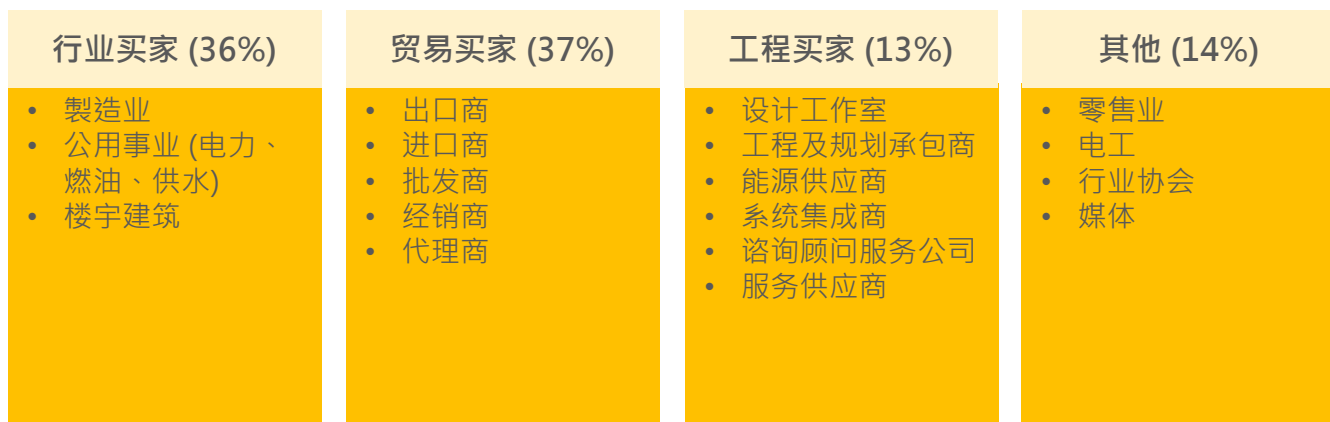 行业买家 (36%)
• 製造业
• 公用事业 (电力、
燃油、供水)
• 楼宇建筑
贸易买家 (37%)
• 出口商
• 进口商
• 批发商
• 经销商
• 代理商
工程买家 (13%)
• 设计工作室
• 工程及规划承包商
• 能源供应商
• 系统集成商
• 谘询顾问服务公司
• 服务供应商
其他 (14%)
• 零售业
• 电工
• 行业协会
• 媒体